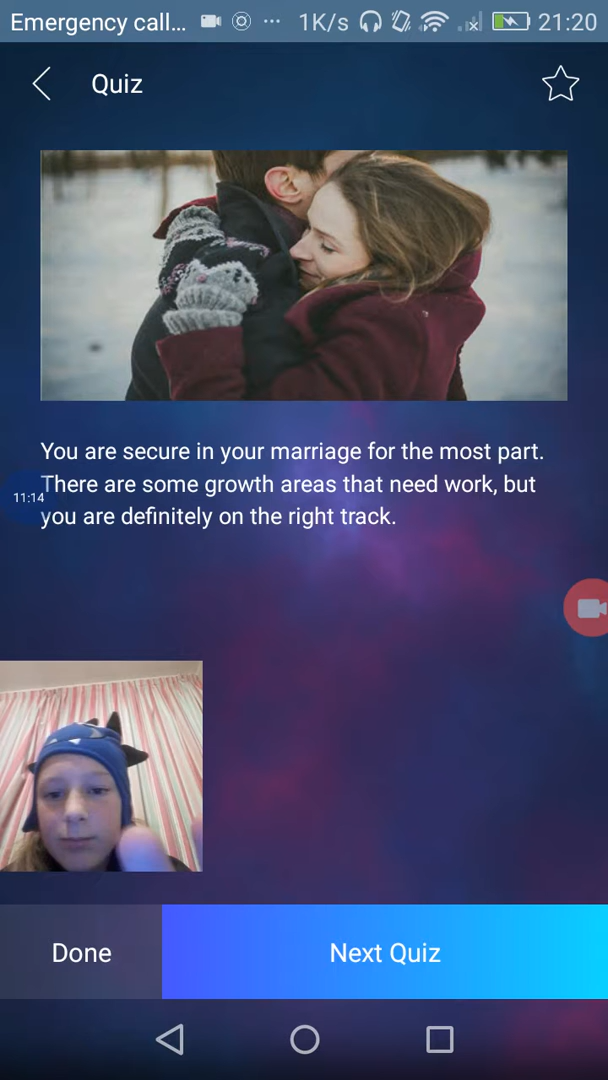 Emergency call... 1K/s 21:20
Quiz
You are secure in your marriage for the most part.
There are some growth areas that need work, but
you are definitely on the right track.
11:14
Done
Next Quiz